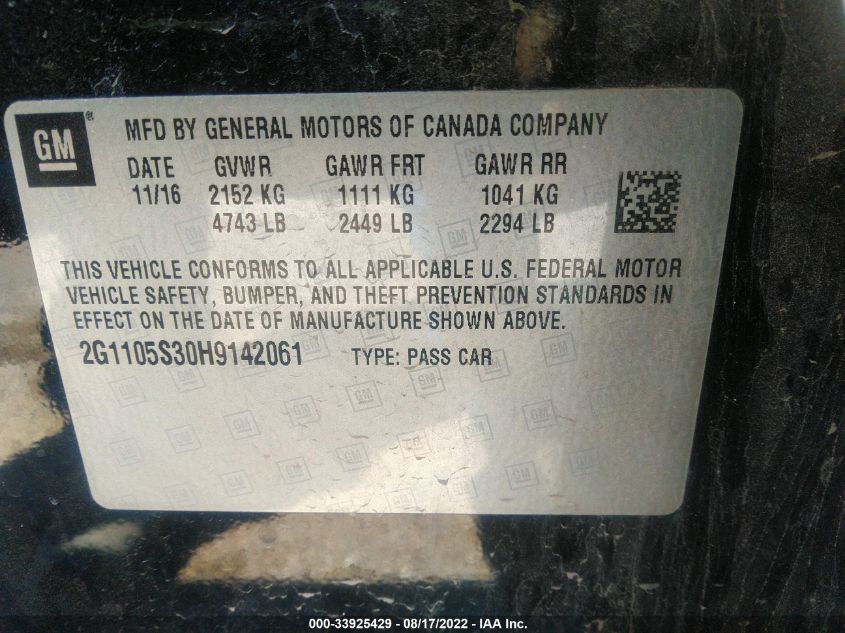 GM ®
MFD BY GENERAL MOTORS OF CANADA COMPANY
DATE GVWR GAWR FRT GAWR RR
11/16 2152 KG 1111 KG 1041 KG
4743 LB 2449 LB 2294 LB
THIS VEHICLE CONFORMS TO ALL APPLICABLE U.S. FEDERAL MOTOR
VEHICLE SAFETY, BUMPER, AND THEFT PREVENTION STANDARDS IN
EFFECT ON THE DATE OF MANUFACTURE SHOWN ABOVE.
2G1105S30H9142061 TYPE: PASS CAR
000-33925429 - 08/17/2022 - IAA Inc.